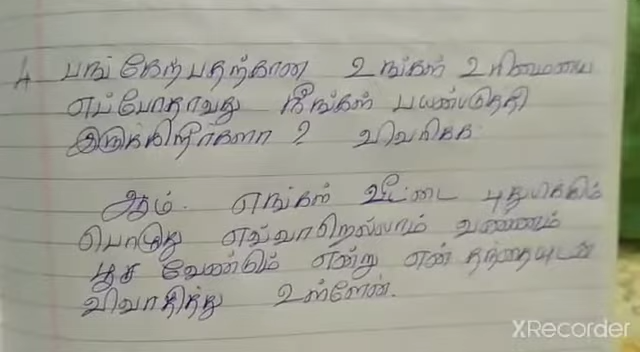 4 பங்கேற்பதற்கான உங்கள் உரிமையை
எப்போதாவது நீங்கள் பயன்படுத்தி
இருக்கிறீர்களா ? விவரிக்க
ஆம். எங்கள் வீட்டை புதுபிக்கும்
பொழுது எவ்வாறெல்லாம் வண்ணம்
பூச வேண்டும் என்று என் தந்தையுடன்
விவாதித்து உள்ளேன்.
XRecorder